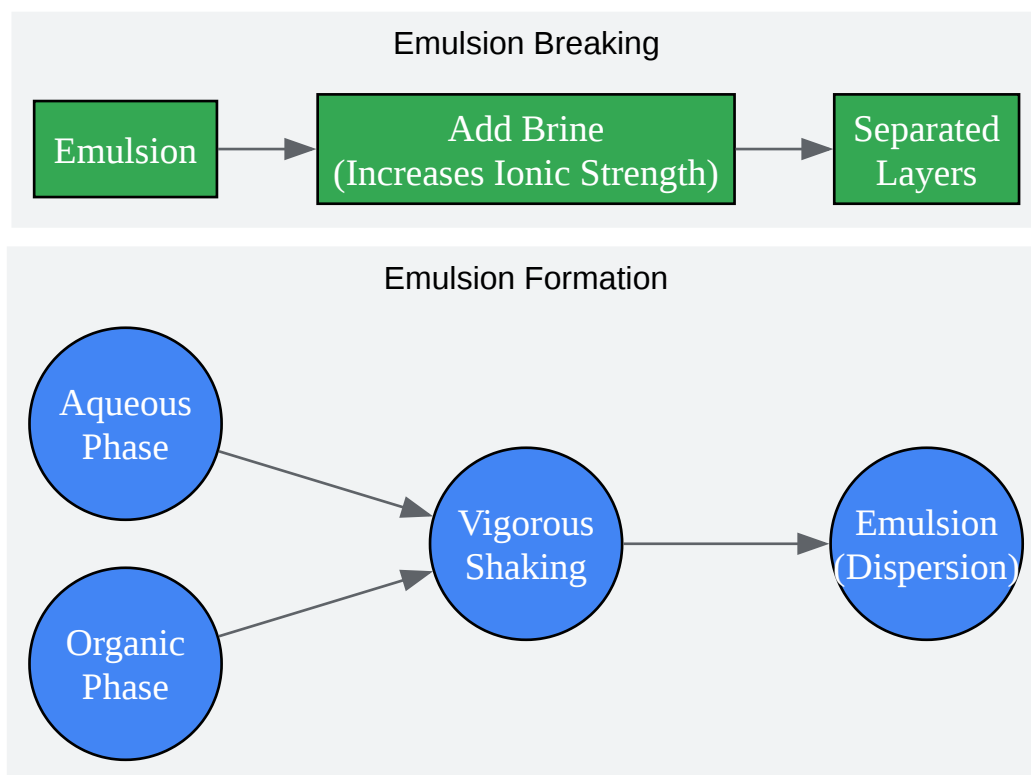 Emulsion Breaking
Emulsion
Add Brine
(Increases Ionic Strength)
Separated
Layers
Emulsion Formation
Aqueous
Phase
Organic
Phase
Vigorous
Shaking
Emulsion
(Dispersion)